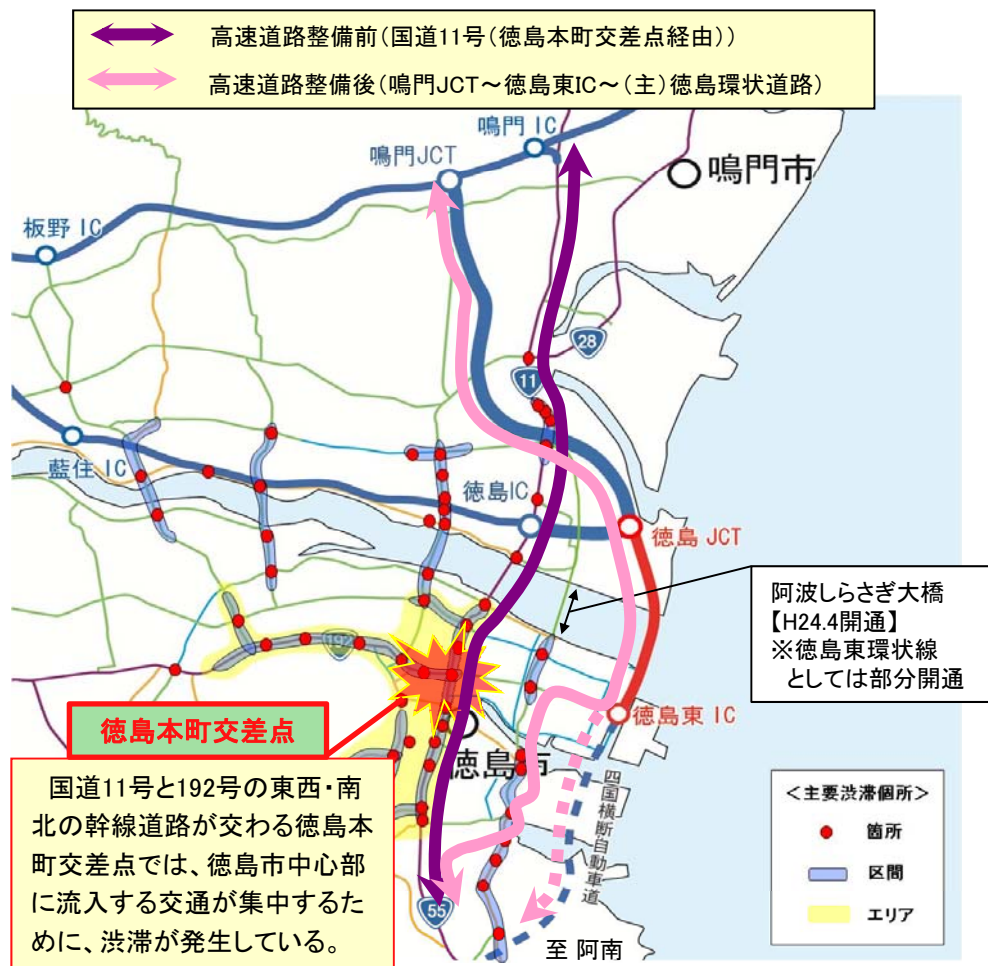 高速道路整備前(国道11号(徳島本町交差点経由))
高速道路整備後(鳴門JCT～徳島東IC～(主)徳島環状道路)
鳴門 IC
鳴門JCT
鳴門市
板野 IC
28
11
藍住 IC
徳島IC
徳島 JCT
阿波しらさぎ大橋
【H24.4開通】
※徳島東環状線
としては部分開通
192
徳島東 IC
徳島本町交差点
徳島市
国道11号と192号の東西・南
北の幹線道路が交わる徳島本
町交差点では、徳島市中心部
に流入する交通が集中するた
めに、渋滞が発生している。
四国横断自動車道
55
至 阿南
＜主要渋滞個所＞
箇所
区間
エリア